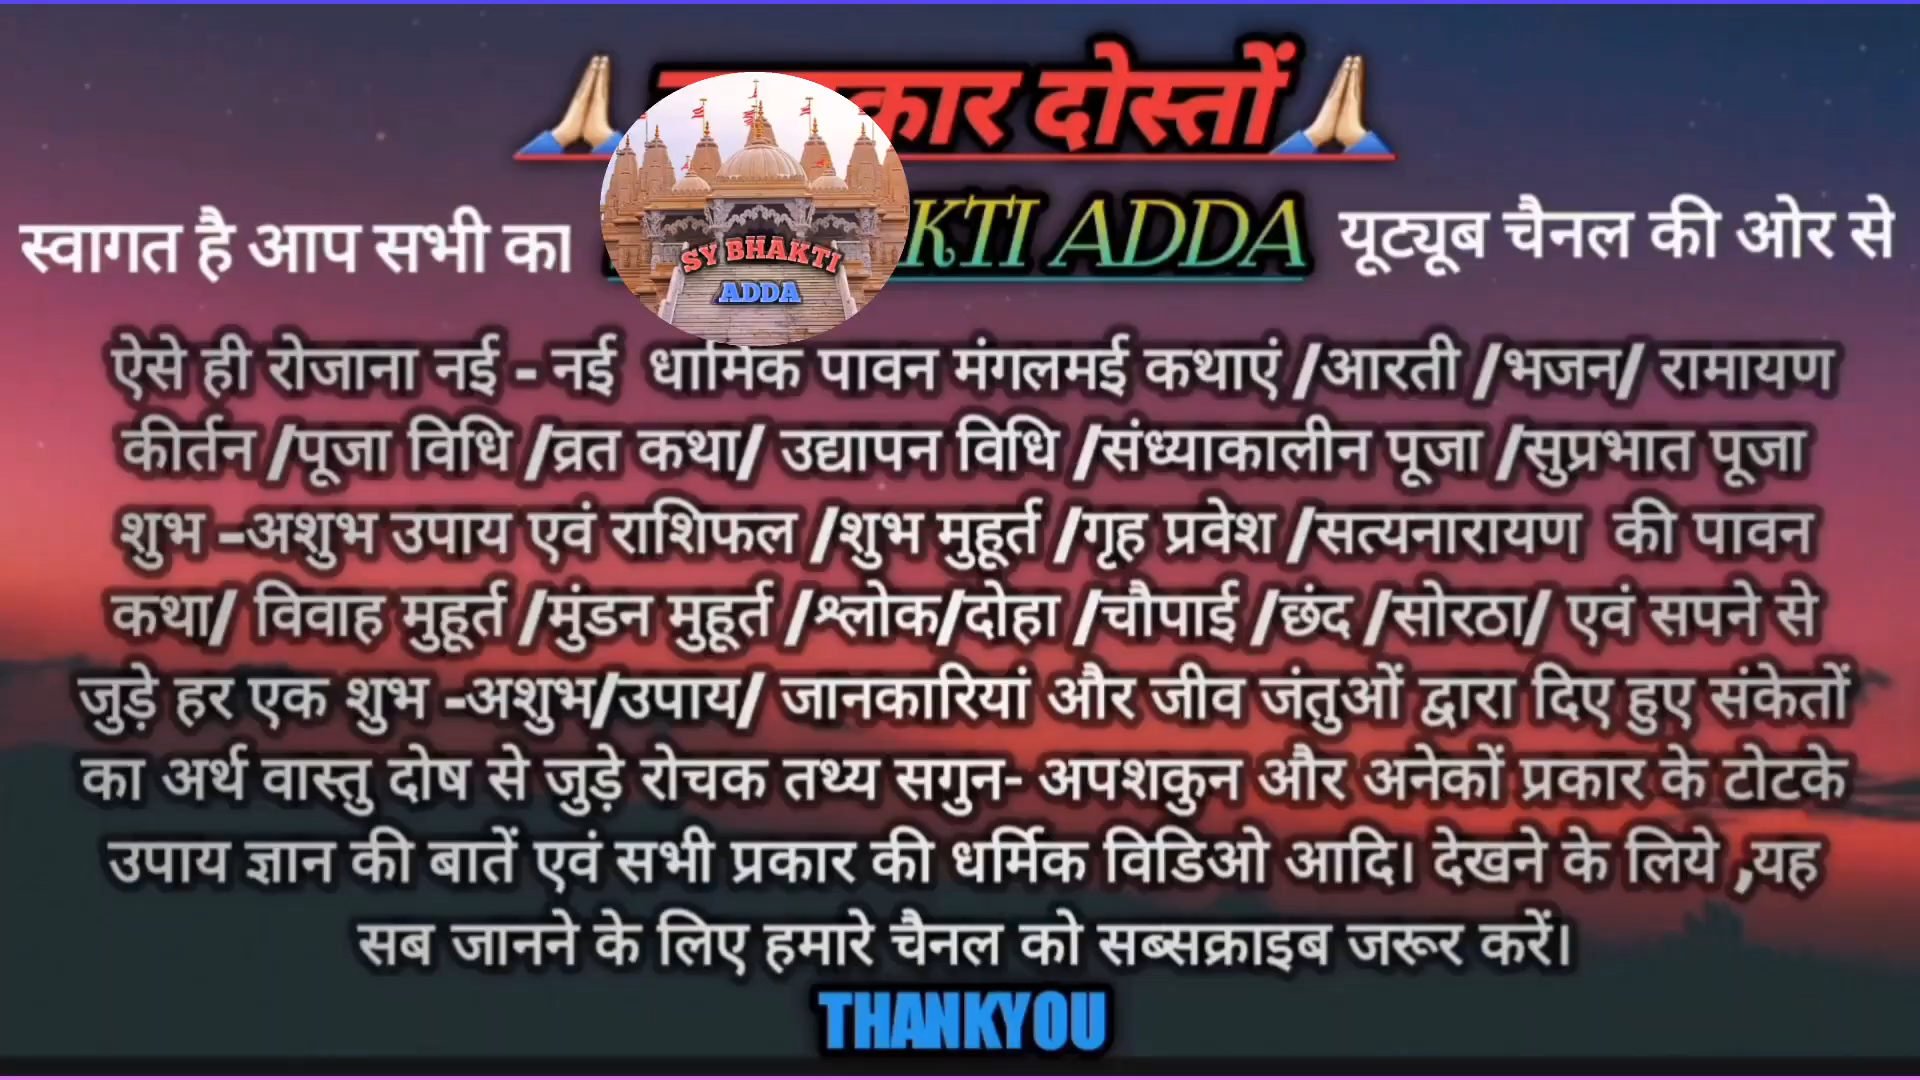 दोस्तों
स्वागत है आप सभी का ADDA यूट्यूब चैनल की ओर से
SY BHAKTI
ADDA
ऐसे ही रोजाना नई - नई धार्मिक पावन मंगलमई कथाएं /आरती /भजन/ रामायण
कीर्तन /पूजा विधि /व्रत कथा/ उद्यापन विधि /संध्याकालीन पूजा /सुप्रभात पूजा
शुभ -अशुभ उपाय एवं राशिफल /शुभ मुहूर्त /गृह प्रवेश /सत्यनारायण की पावन
कथा/ विवाह मुहूर्त /मुंडन मुहूर्त /श्लोक/दोहा /चौपाई /छंद /सोरठा/ एवं सपने से
जुड़े हर एक शुभ -अशुभ/उपाय/ जानकारियां और जीव जंतुओं द्वारा दिए हुए संकेतों
का अर्थ वास्तु दोष से जुड़े रोचक तथ्य सगुन- अपशकुन और अनेकों प्रकार के टोटके
उपाय ज्ञान की बातें एवं सभी प्रकार की धर्मिक विडिओ आदि। देखने के लिये ,यह
सब जानने के लिए हमारे चैनल को सब्सक्राइब जरूर करें।
THANKYOU